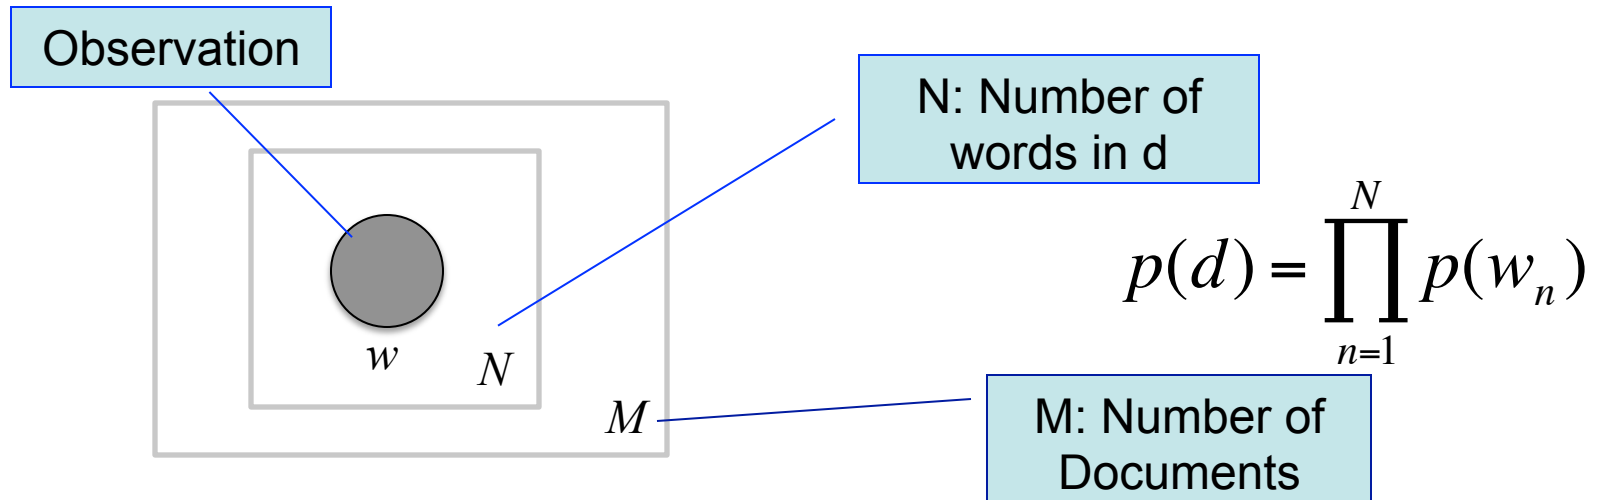 Observation
N: Number of
words in d
w
N
M
p(d) = ∏_{n=1}^{N} p(w_n)
M: Number of
Documents